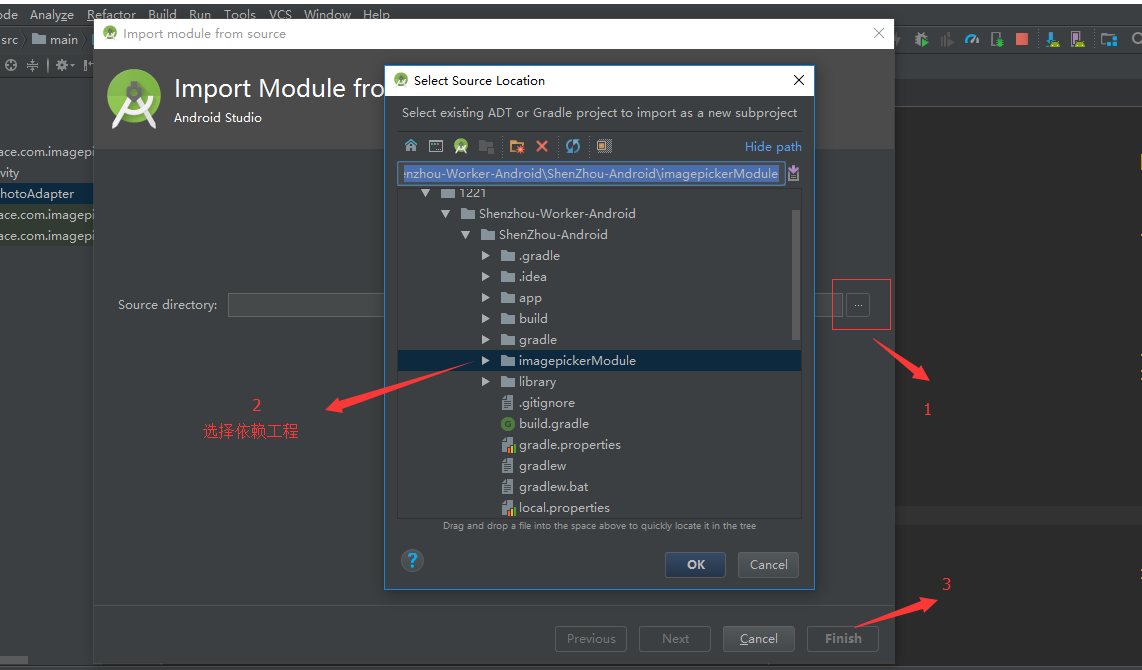 ode Analyze Refactor Build Run Tools VCS Window Help
Import module from source
src main
Import Module fro
Android Studio
Select Source Location
Select existing ADT or Gradle project to import as a new subproject
Hide path
enzhou-Worker-Android\ShenZhou-Android\imagepickerModule
1221
Shenzhou-Worker-Android
ShenZhou-Android
.gradle
.idea
app
build
gradle
imagepickerModule
library
.gitignore
build.gradle
gradle.properties
gradlew
gradlew.bat
local.properties
Drag and drop a file into the space above to quickly locate it in the tree
?
OK Cancel
ace.com.imagepi
vity
hotoAdapter
ace.com.imagepi
ace.com.imagepi
Source directory:
...
1
2
选择依赖工程
3
Previous Next Cancel Finish